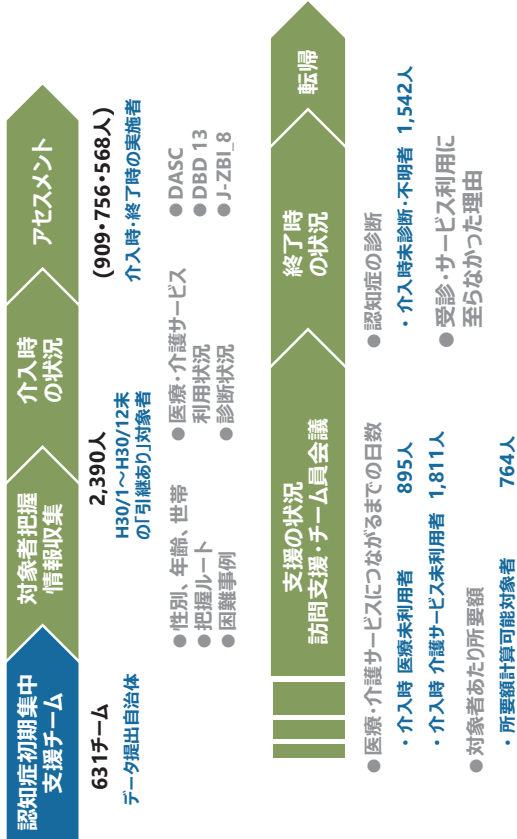 認知症初期集中
支援チーム
対象者把握
情報収集
介入時
の状況
アセスメント
631チーム
データ提出自治体
2,390人
H30/1～H30/12末
の「引継あり」対象者
(909・756・568人)
介入時・終了時の実施者
●性別、年齢、世帯
●把握ルート
●困難事例
●医療・介護サービス
利用状況
●診断状況
●DASC
●DBD 13
●J-ZBI_8
支援の状況
訪問支援・チーム員会議
終了時
の状況
転帰
●医療・介護サービスにつながるまでの日数
・介入時 医療未利用者 895人
・介入時 介護サービス未利用者 1,811人
●対象者あたり所要額
・所要額計算可能対象者 764人
●認知症の診断
・介入時未診断・不明者 1,542人
●受診・サービス利用に
至らなかった理由